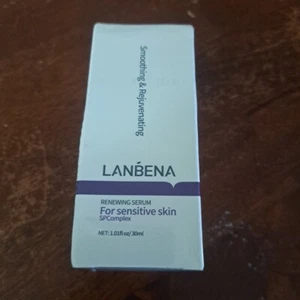 Smoothing & Rejuvenating
LANBENA
RENEWING SERUM
For sensitive skin
SPComplex
NET: 1.01fl oz/ 30ml